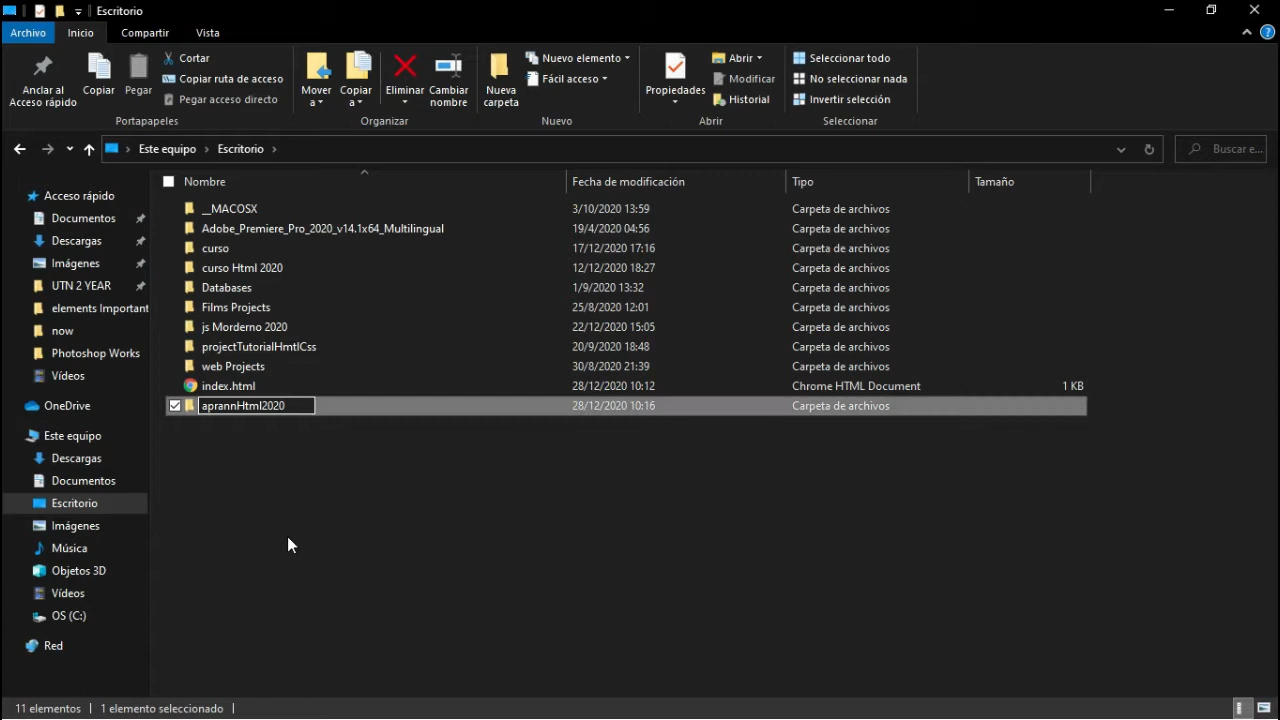 Escritorio
Archivo Inicio Compartir Vista
Anclar al Acceso rápido
Copiar
Pegar
Cortar
Copiar ruta de acceso
Pegar acceso directo
Portapapeles
Mover a
Copiar a
Eliminar
Cambiar nombre
Organizar
Nueva carpeta
Nuevo elemento
Fácil acceso
Nuevo
Propiedades
Abrir
Modificar
Historial
Abrir
Seleccionar todo
No seleccionar nada
Invertir selección
Seleccionar
Este equipo > Escritorio >
Buscar e...
Nombre Fecha de modificación Tipo Tamaño
__MACOSX 3/10/2020 13:59 Carpeta de archivos
Adobe_Premiere_Pro_2020_v14.1x64_Multilingual 19/4/2020 04:56 Carpeta de archivos
curso 17/12/2020 17:16 Carpeta de archivos
curso Html 2020 12/12/2020 18:27 Carpeta de archivos
Databases 1/9/2020 13:32 Carpeta de archivos
Films Projects 25/8/2020 12:01 Carpeta de archivos
js Morderno 2020 22/12/2020 15:05 Carpeta de archivos
projectTutorialHmtlCss 20/9/2020 18:48 Carpeta de archivos
web Projects 30/8/2020 21:39 Carpeta de archivos
index.html 28/12/2020 10:12 Chrome HTML Document 1 KB
aprannHtml2020 28/12/2020 10:16 Carpeta de archivos
Acceso rápido
Documentos
Descargas
Imágenes
UTN 2 YEAR
elements Important
now
Photoshop Works
Vídeos
OneDrive
Este equipo
Descargas
Documentos
Escritorio
Imágenes
Música
Objetos 3D
Vídeos
OS (C:)
Red
11 elementos 1 elemento seleccionado